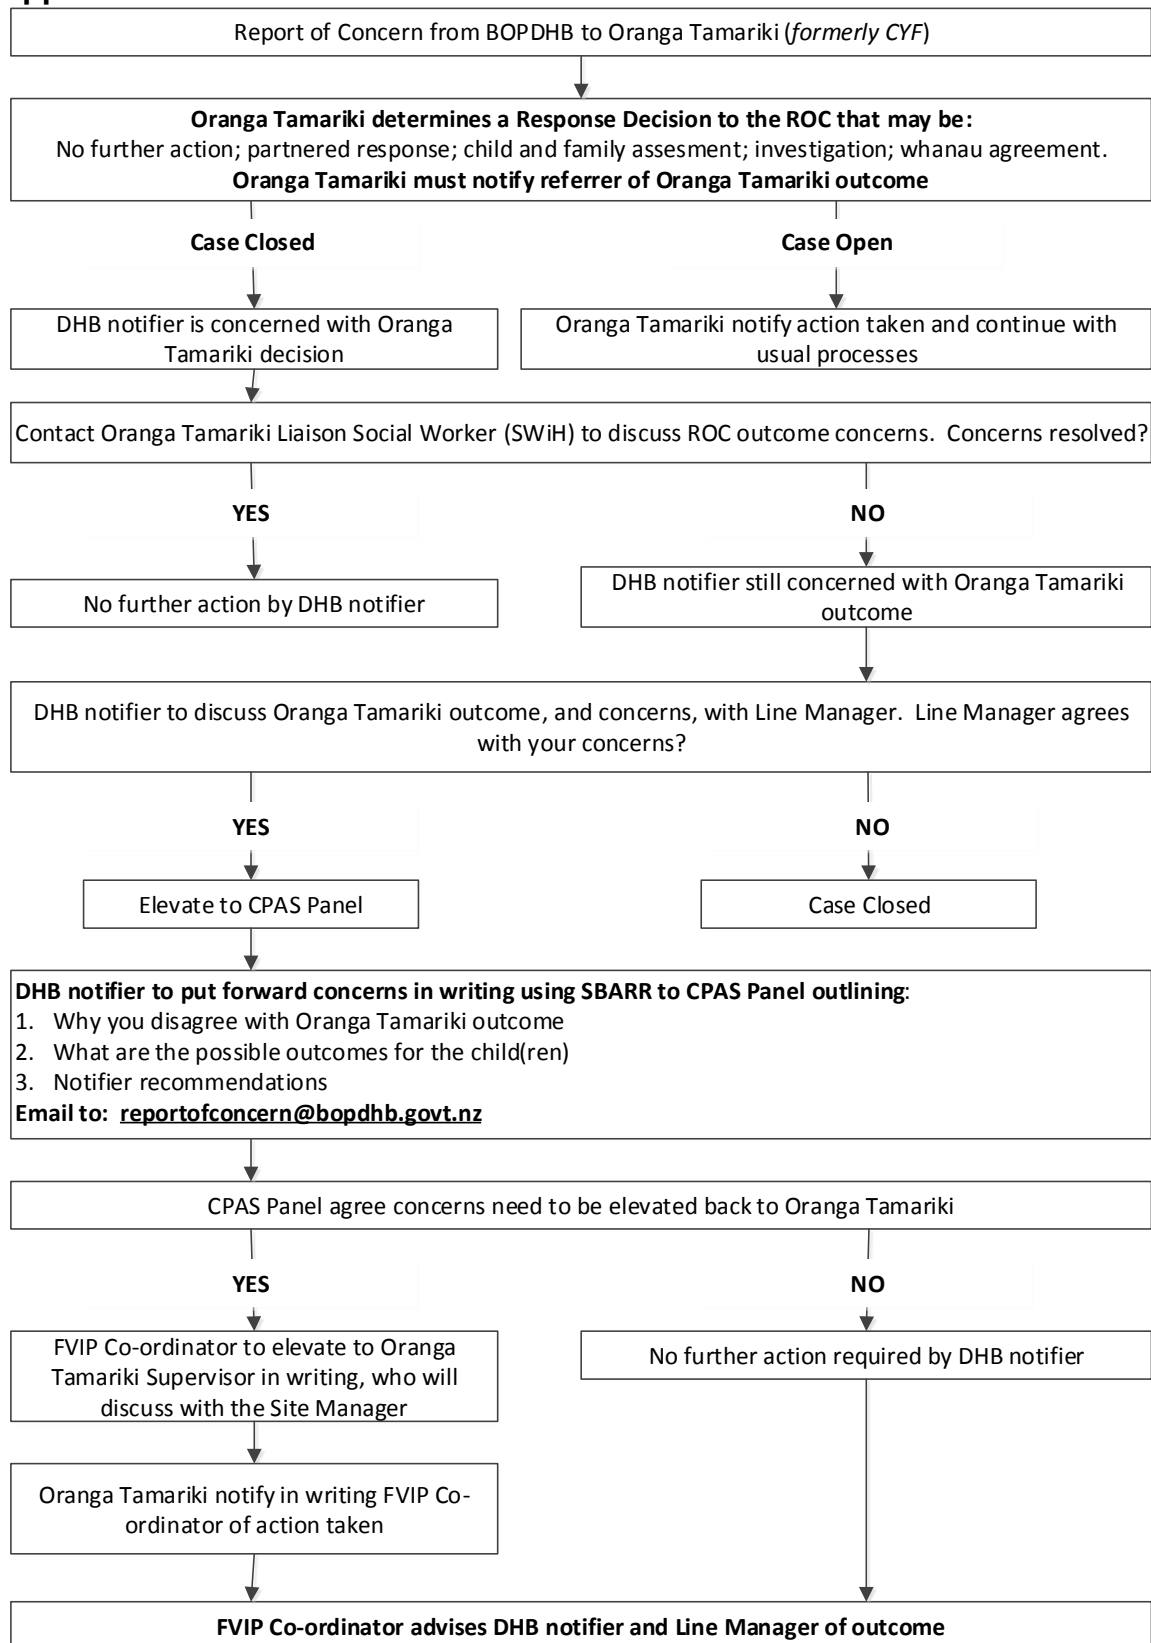 Report of Concern from BOPDHB to Oranga Tamariki (formerly CYF)
Oranga Tamariki determines a Response Decision to the ROC that may be:
No further action; partnered response; child and family assesment; investigation; whanau agreement.
Oranga Tamariki must notify referrer of Oranga Tamariki outcome
Case Closed
Case Open
DHB notifier is concerned with Oranga
Tamariki decision
Oranga Tamariki notify action taken and continue with
usual processes
Contact Oranga Tamariki Liaison Social Worker (SWiH) to discuss ROC outcome concerns. Concerns resolved?
YES
NO
No further action by DHB notifier
DHB notifier still concerned with Oranga Tamariki
outcome
DHB notifier to discuss Oranga Tamariki outcome, and concerns, with Line Manager. Line Manager agrees
with your concerns?
YES
NO
Elevate to CPAS Panel
Case Closed
DHB notifier to put forward concerns in writing using SBARR to CPAS Panel outlining:
1. Why you disagree with Oranga Tamariki outcome
2. What are the possible outcomes for the child(ren)
3. Notifier recommendations
Email to: reportofconcern@bopdhb.govt.nz
CPAS Panel agree concerns need to be elevated back to Oranga Tamariki
YES
NO
FVIP Co-ordinator to elevate to Oranga
Tamariki Supervisor in writing, who will
discuss with the Site Manager
No further action required by DHB notifier
Oranga Tamariki notify in writing FVIP Co-
ordinator of action taken
FVIP Co-ordinator advises DHB notifier and Line Manager of outcome